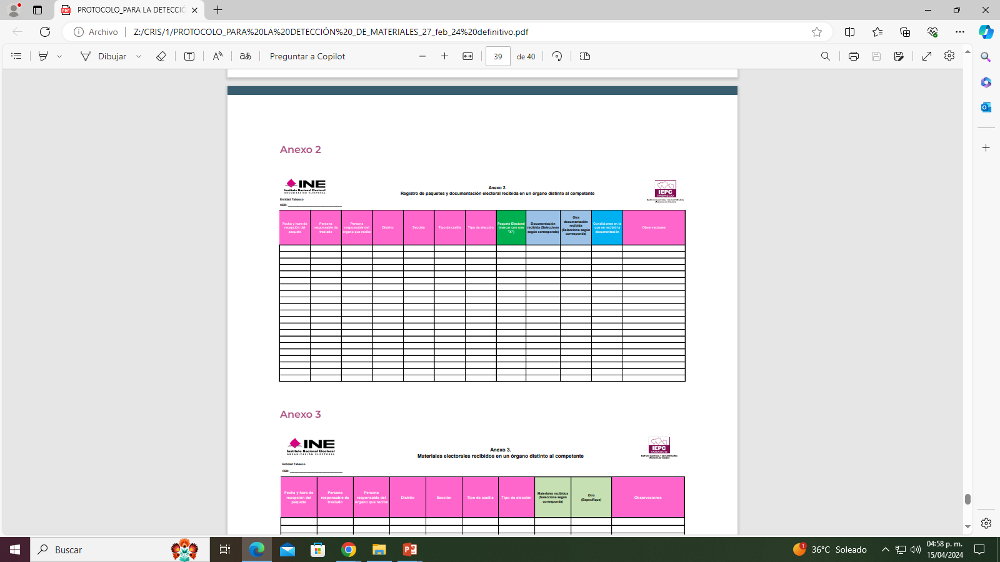 PROTOCOLO_PARA LA DETECCIÓ
Archivo
Z:/CRIS/1/PROTOCOLO_PARA%20LA%20DETECCIÓN%20_DE_MATERIALES_27_feb_24%20definitivo.pdf
Dibujar
Preguntar a Copilot
39
de 40
Anexo 2
INE
Instituto Nacional Electoral
ORGANIZACIÓN ELECTORAL
Anexo 2.
Registro de paquetes y documentación electoral recibida en un órgano distinto al competente
IEPC
TABASCO
Entidad Tabasco
CED:
Fecha y hora de recepción del paquete
Persona responsable de traslado
Persona responsable del órgano que recibe
Distrito
Sección
Tipo de casilla
Tipo de elección
Paquete Electoral (marcar con una "X")
Documentación recibida (Seleccione según corresponda)
Otra documentación recibida (Seleccione según corresponda)
Condiciones en la que se recibió la documentación
Observaciones
Anexo 3
INE
Instituto Nacional Electoral
ORGANIZACIÓN ELECTORAL
Anexo 3.
Materiales electorales recibidos en un órgano distinto al competente
IEPC
TABASCO
Entidad Tabasco
CED:
Fecha y hora de recepción del paquete
Persona responsable de traslado
Persona responsable del órgano que recibe
Distrito
Sección
Tipo de casilla
Tipo de elección
Materiales recibidos (Seleccione según corresponda)
Otro (Especifique)
Observaciones
Buscar
36°C Soleado
04:58 p. m.
15/04/2024